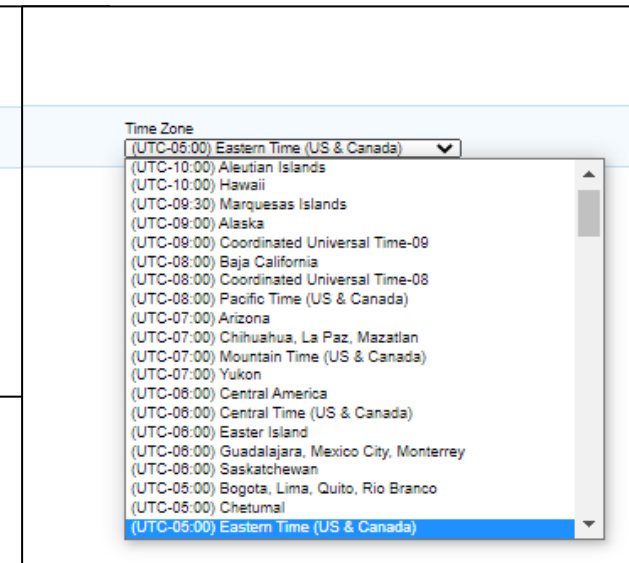 Time Zone
(UTC-05:00) Eastern Time (US & Canada)
(UTC-10:00) Aleutian Islands
(UTC-10:00) Hawaii
(UTC-09:30) Marquesas Islands
(UTC-09:00) Alaska
(UTC-09:00) Coordinated Universal Time-09
(UTC-08:00) Baja California
(UTC-08:00) Coordinated Universal Time-08
(UTC-08:00) Pacific Time (US & Canada)
(UTC-07:00) Arizona
(UTC-07:00) Chihuahua, La Paz, Mazatlan
(UTC-07:00) Mountain Time (US & Canada)
(UTC-07:00) Yukon
(UTC-06:00) Central America
(UTC-06:00) Central Time (US & Canada)
(UTC-06:00) Easter Island
(UTC-06:00) Guadalajara, Mexico City, Monterrey
(UTC-06:00) Saskatchewan
(UTC-05:00) Bogota, Lima, Quito, Rio Branco
(UTC-05:00) Chetumal
(UTC-05:00) Eastern Time (US & Canada)